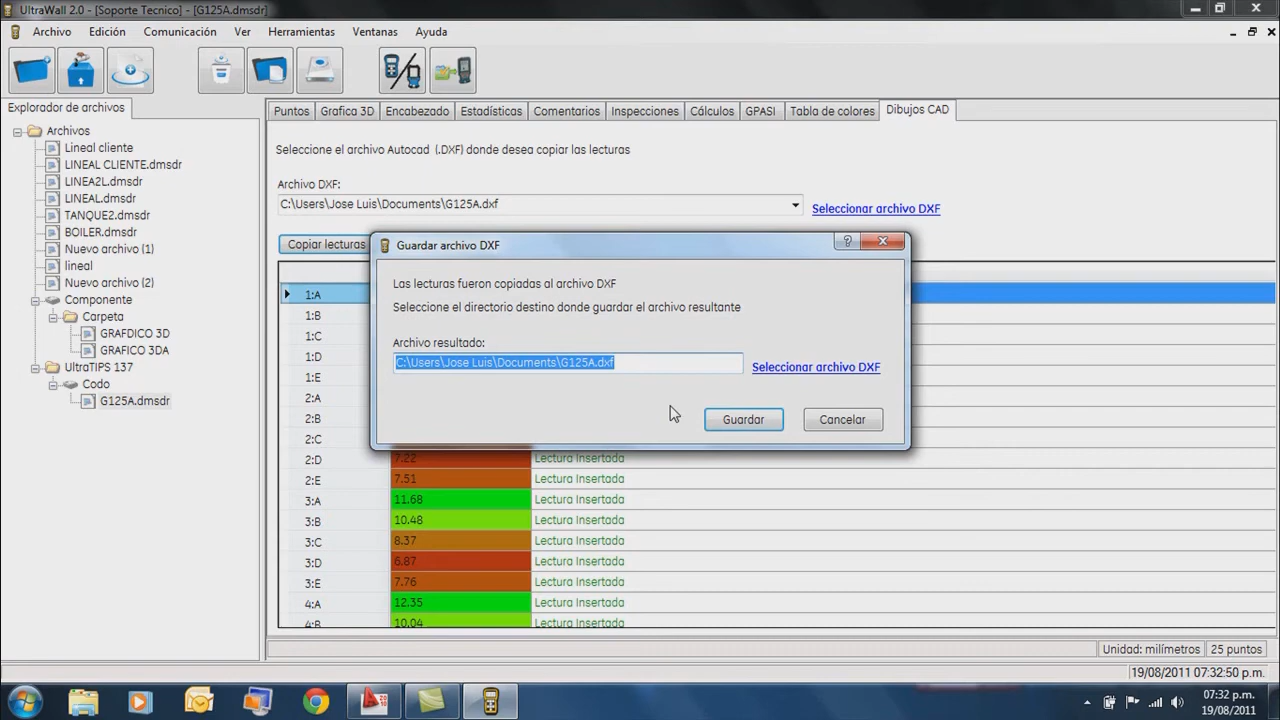 UltraWall 2.0 - [Soporte Tecnico] - [G125A.dmsdr]
Archivo Edición Comunicación Ver Herramientas Ventanas Ayuda
Explorador de archivos
Archivos
Lineal cliente
LINEAL CLIENTE.dmsdr
LINEA2L.dmsdr
LINEAL.dmsdr
TANQUE2.dmsdr
BOILER.dmsdr
Nuevo archivo (1)
lineal
Nuevo archivo (2)
Componente
Carpeta
GRAFDICO 3D
GRAFICO 3DA
UltraTIPS 137
Codo
G125A.dmsdr
Puntos Grafica 3D Encabezado Estadísticas Comentarios Inspecciones Cálculos GPASI Tabla de colores Dibujos CAD
Seleccione el archivo Autocad (.DXF) donde desea copiar las lecturas
Archivo DXF:
C:\Users\Jose Luis\Documents\G125A.dxf Seleccionar archivo DXF
Copiar lecturas
Guardar archivo DXF
Las lecturas fueron copiadas al archivo DXF
Seleccione el directorio destino donde guardar el archivo resultante
Archivo resultado:
C:\Users\Jose Luis\Documents\G125A.dxf Seleccionar archivo DXF
Guardar Cancelar
1:A
1:B
1:C
1:D
1:E
2:A
2:B
2:C
2:D 7.22 Lectura Insertada
2:E 7.51 Lectura Insertada
3:A 11.68 Lectura Insertada
3:B 10.48 Lectura Insertada
3:C 8.37 Lectura Insertada
3:D 6.87 Lectura Insertada
3:E 7.76 Lectura Insertada
4:A 12.35 Lectura Insertada
4:B 10.04 Lectura Insertada
Unidad: milímetros 25 puntos
19/08/2011 07:32:50 p.m.
07:32 p.m.
19/08/2011